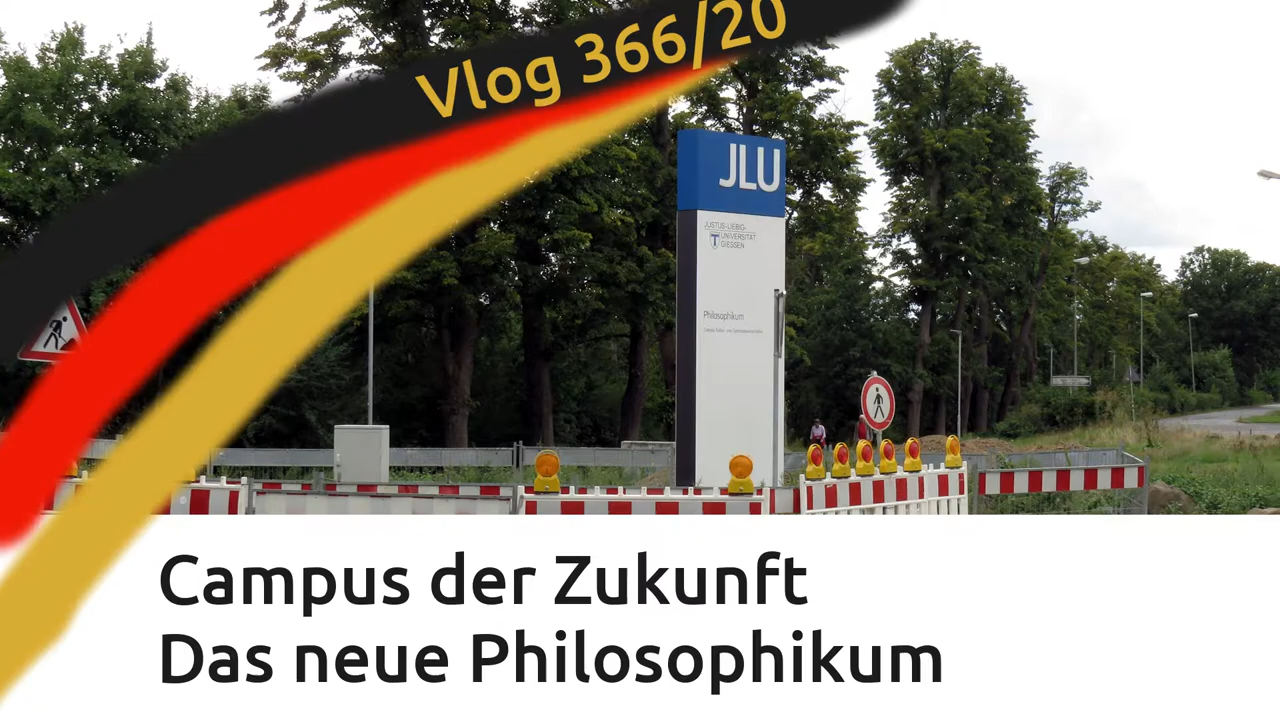 Vlog 366/20
JLU
JUSTUS-LIEBIG-
UNIVERSITÄT
GIESSEN
Philosophikum
Campus der Zukunft
Das neue Philosophikum